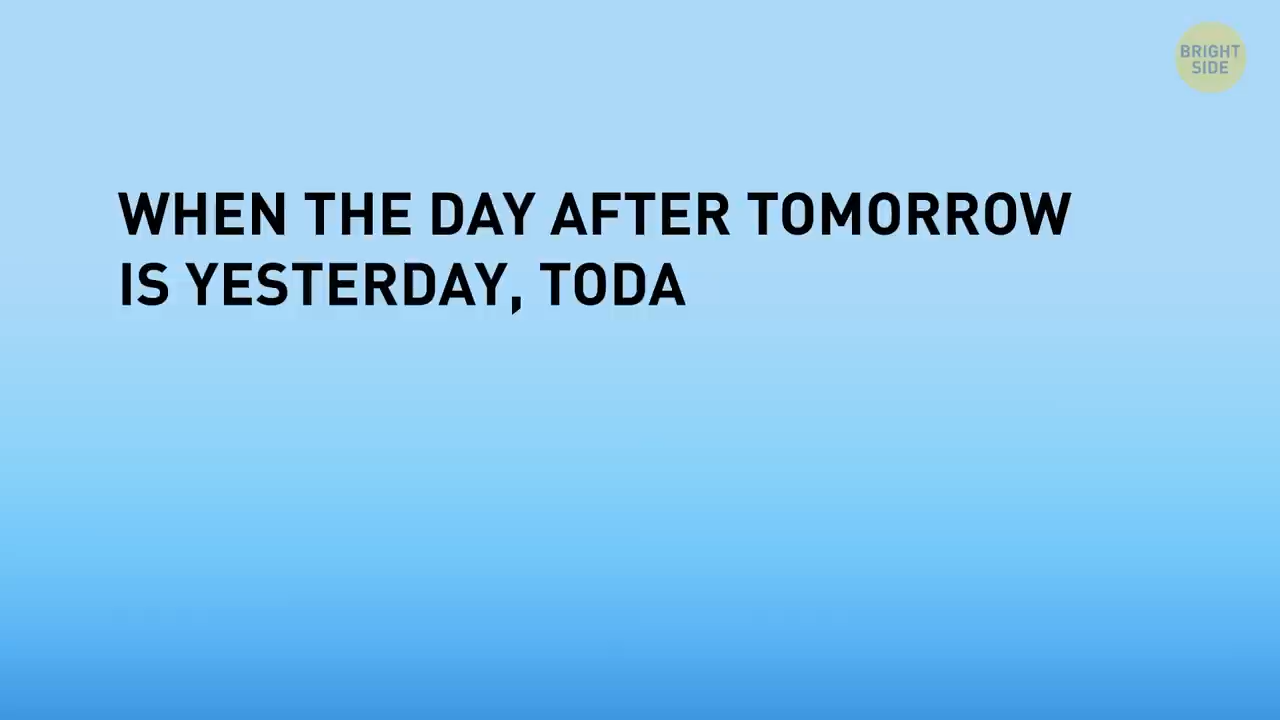 BRIGHT
SIDE
WHEN THE DAY AFTER TOMORROW
IS YESTERDAY, TODA